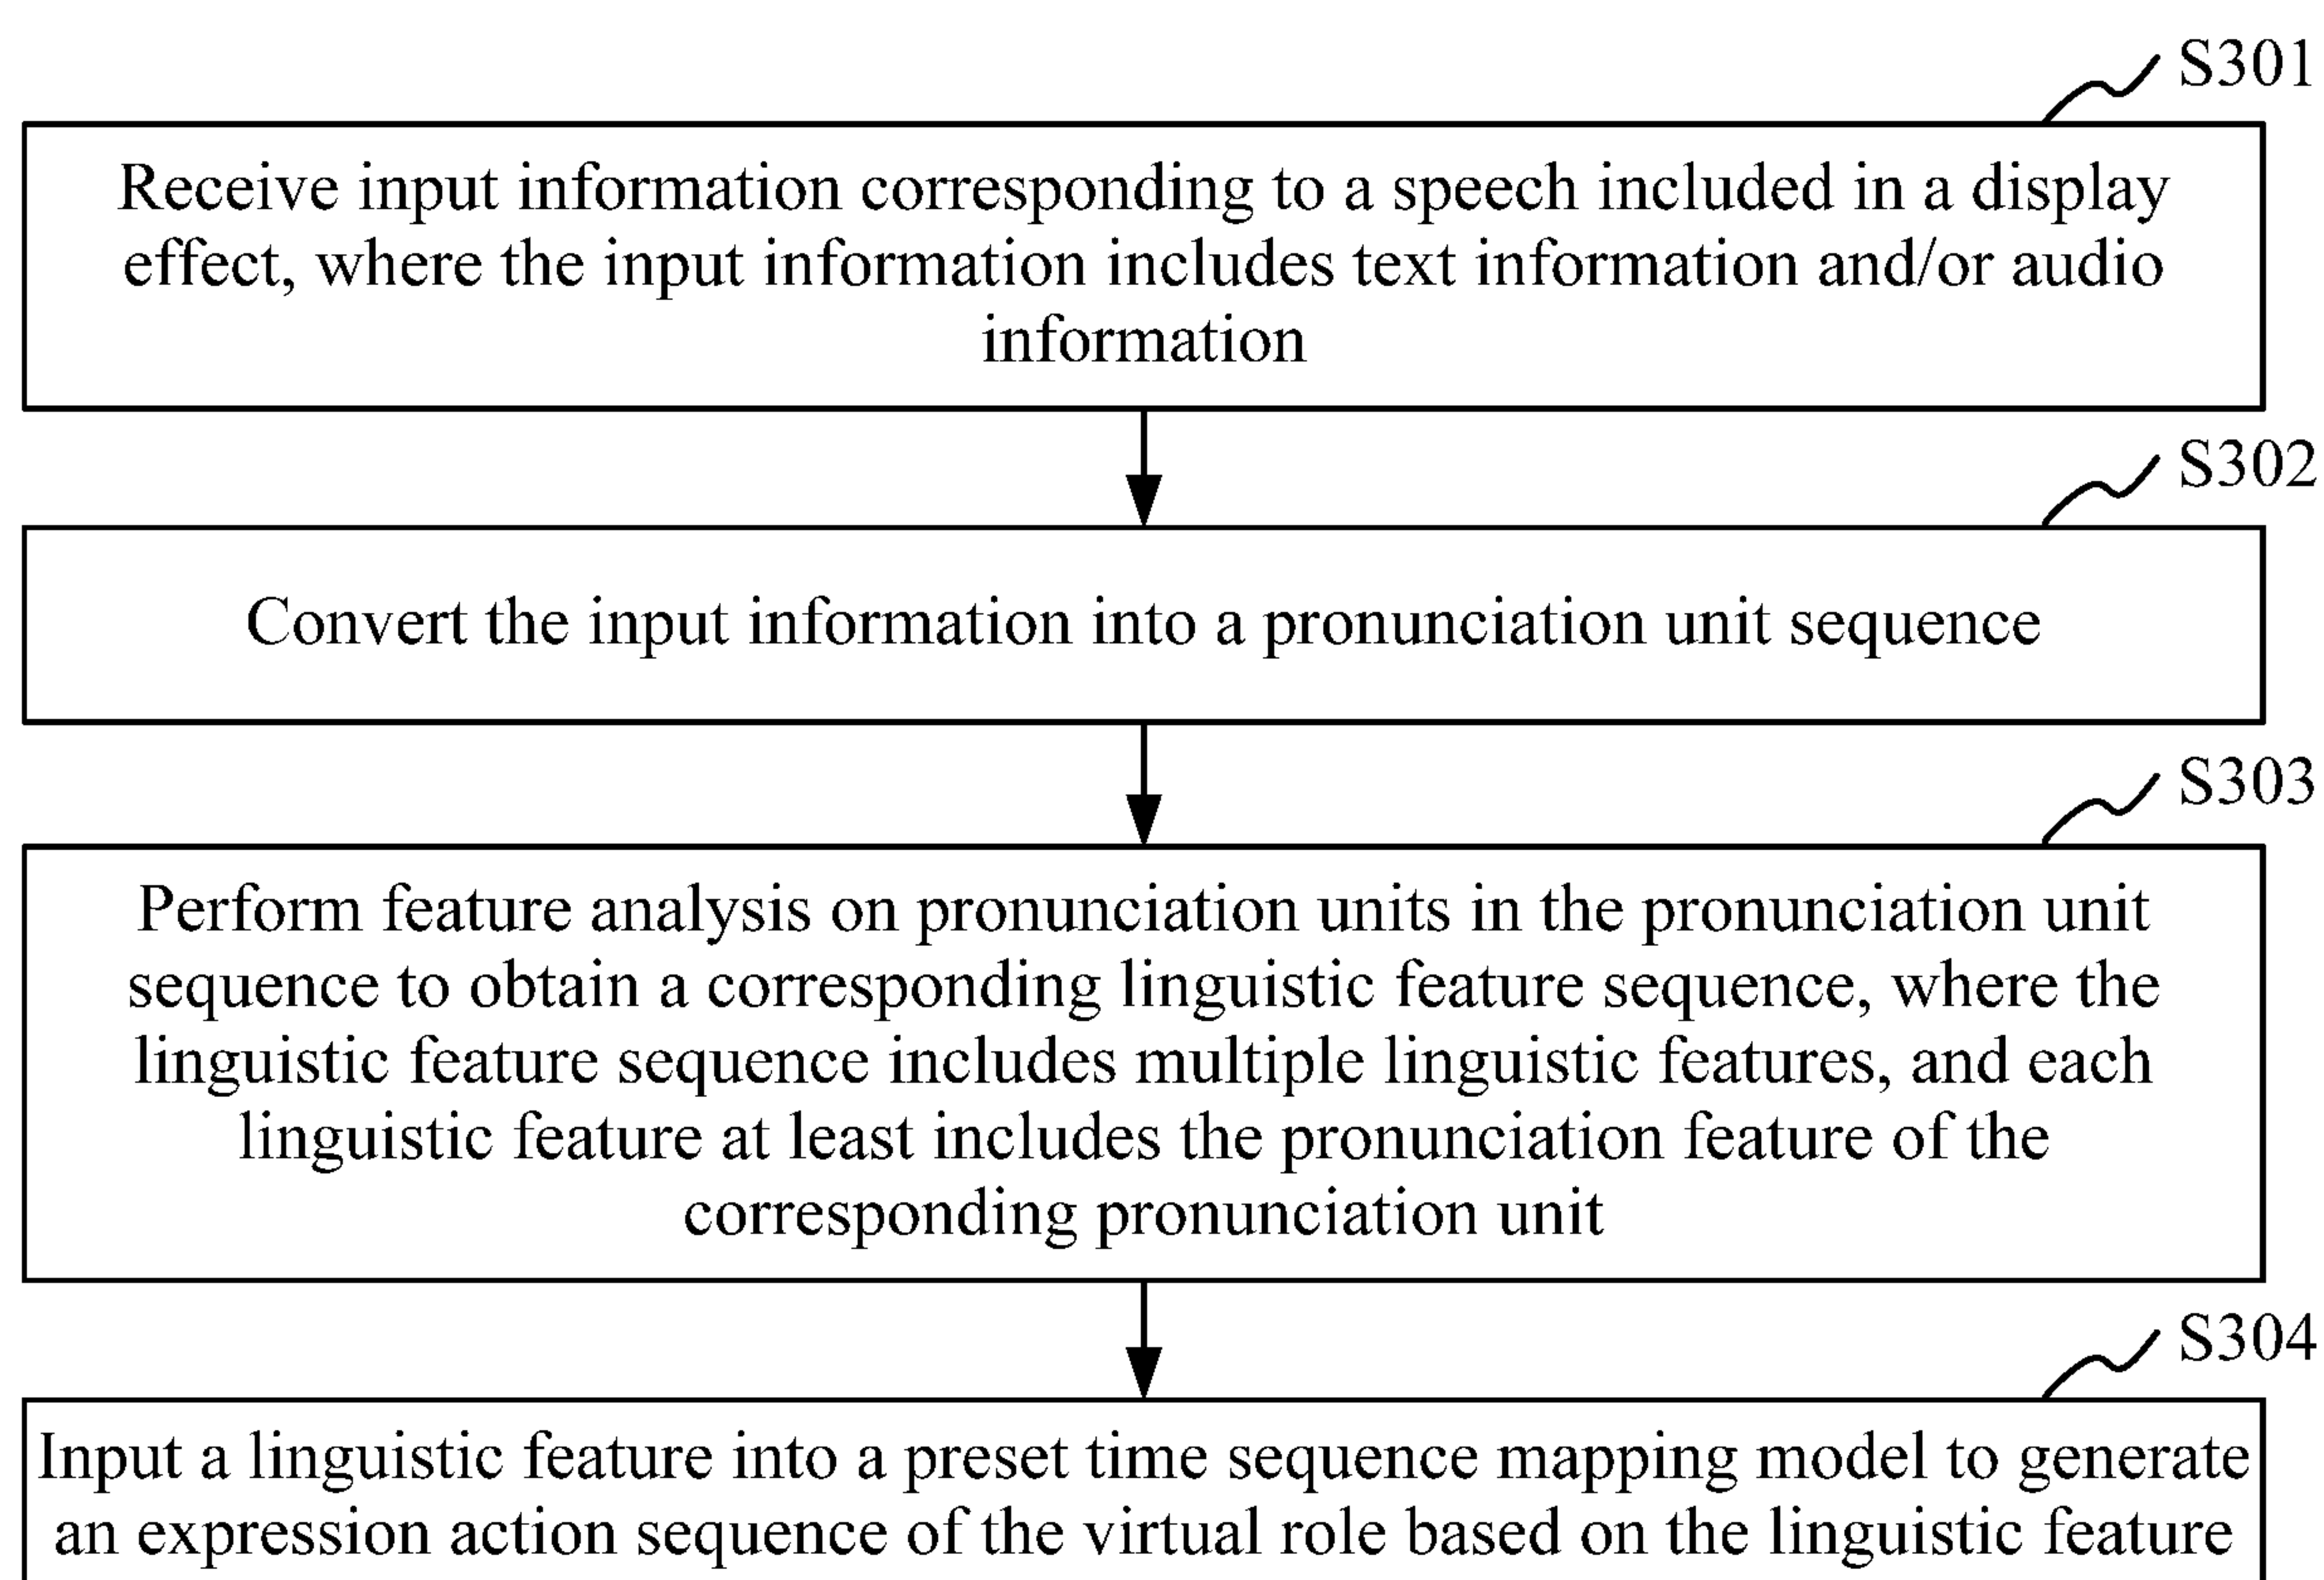 S301
Receive input information corresponding to a speech included in a display
effect, where the input information includes text information and/or audio
information
S302
Convert the input information into a pronunciation unit sequence
S303
Perform feature analysis on pronunciation units in the pronunciation unit
sequence to obtain a corresponding linguistic feature sequence, where the
linguistic feature sequence includes multiple linguistic features, and each
linguistic feature at least includes the pronunciation feature of the
corresponding pronunciation unit
S304
Input a linguistic feature into a preset time sequence mapping model to generate
an expression action sequence of the virtual role based on the linguistic feature